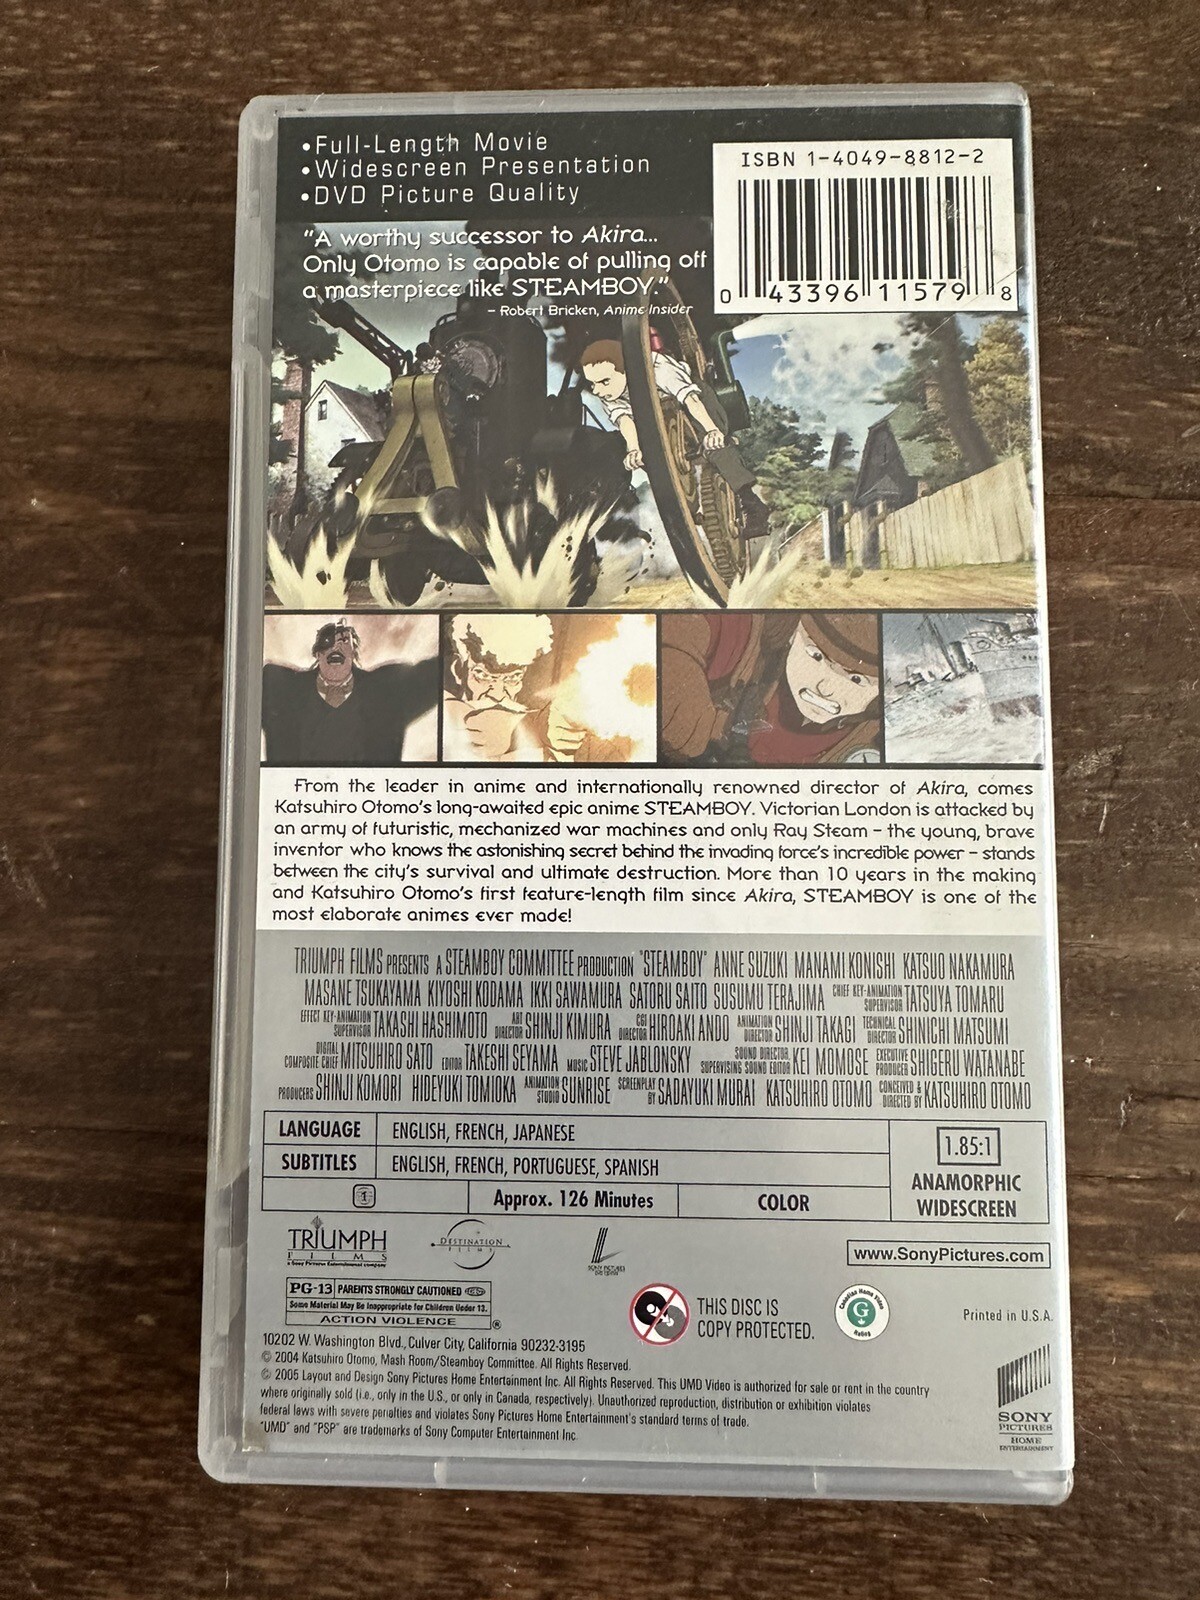 •Full-Length Movie
•Widescreen Presentation
•DVD Picture Quality
ISBN 1-4049-8812-2
0 43396 11579 8
"A worthy successor to Akira...
Only Otomo is capable of pulling off
a masterpiece like STEAMBOY."
– Robert Bricken, Anime Insider
From the leader in anime and internationally renowned director of Akira, comes
Katsuhiro Otomo's long-awaited epic anime STEAMBOY. Victorian London is attacked by
an army of futuristic, mechanized war machines and only Ray Steam – the young, brave
inventor who knows the astonishing secret behind the invading force's incredible power – stands
between the city's survival and ultimate destruction. More than 10 years in the making
and Katsuhiro Otomo's first feature-length film since Akira, STEAMBOY is one of the
most elaborate animes ever made!
TRIUMPH FILMS PRESENTS A STEAMBOY COMMITTEE PRODUCTION "STEAMBOY" ANNE SUZUKI MANAMI KONISHI KATSUO NAKAMURA
MASANE TSUKAYAMA KIYOSHI KODAMA IKKI SAWAMURA SATORU SAITO SUSUMU TERAJIMA CHIEF KEY-ANIMATION SUPERVISOR TATSUYA TOMARU
EFFECT KEY-ANIMATION SUPERVISOR TAKASHI HASHIMOTO ART DIRECTOR SHINJI KIMURA CGI DIRECTOR HIROAKI ANDO ANIMATION DIRECTOR SHINJI TAKAGI TECHNICAL DIRECTOR SHINICHI MATSUMI
DIGITAL COMPOSITE CHIEF MITSUHIRO SATO EDITOR TAKESHI SEYAMA MUSIC STEVE JABLONSKY SOUND DIRECTOR, SUPERVISING SOUND EDITOR KEI MOMOSE EXECUTIVE PRODUCER SHIGERU WATANABE
PRODUCERS SHINJI KOMORI HIDEYUKI TOMIOKA ANIMATION STUDIO SUNRISE SCREENPLAY BY SADAYUKI MURAI KATSUHIRO OTOMO CONCEIVED & DIRECTED BY KATSUHIRO OTOMO
LANGUAGE ENGLISH, FRENCH, JAPANESE
SUBTITLES ENGLISH, FRENCH, PORTUGUESE, SPANISH
1.85:1
ANAMORPHIC
WIDESCREEN
1 Approx. 126 Minutes COLOR
TRIUMPH
FILMS
a Sony Pictures Entertainment company
DESTINATION
FILMS
SONY PICTURES
www.SonyPictures.com
PG-13 PARENTS STRONGLY CAUTIONED
Some Material May Be Inappropriate for Children Under 13.
ACTION VIOLENCE
®
THIS DISC IS
COPY PROTECTED.
Canadian Home Video
G
Rating
Printed in U.S.A.
10202 W. Washington Blvd., Culver City, California 90232-3195
© 2004 Katsuhiro Otomo, Mash Room/Steamboy Committee. All Rights Reserved.
© 2005 Layout and Design Sony Pictures Home Entertainment Inc. All Rights Reserved. This UMD Video is authorized for sale or rent in the country
where originally sold (i.e., only in the U.S., or only in Canada, respectively). Unauthorized reproduction, distribution or exhibition violates
federal laws with severe penalties and violates Sony Pictures Home Entertainment's standard terms of trade.
"UMD" and "PSP" are trademarks of Sony Computer Entertainment Inc.
SONY
PICTURES
HOME
ENTERTAINMENT